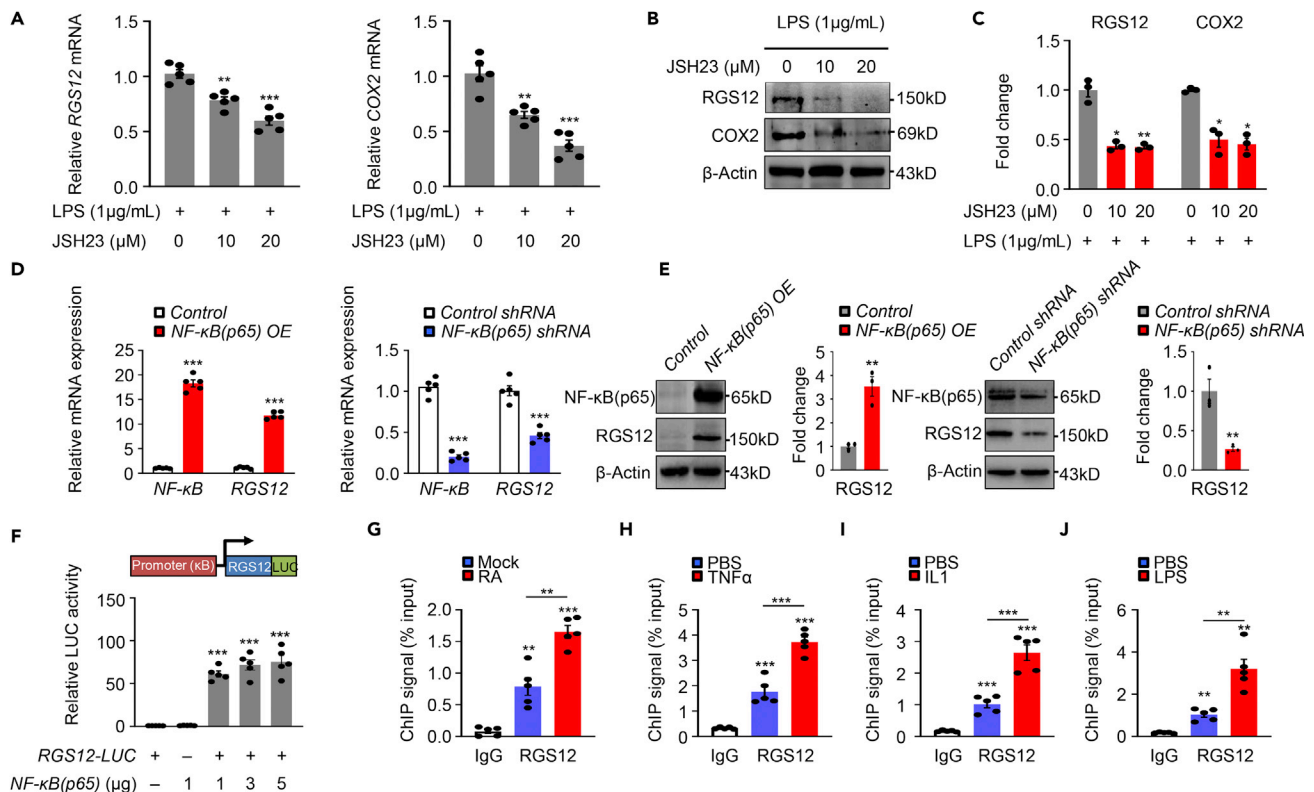 A
Relative RGS12 mRNA
1.5
1.0
0.5
0.0
** ***
LPS (1µg/mL) + + +
JSH23 (µM) 0 10 20
Relative COX2 mRNA
1.5
1.0
0.5
0.0
** ***
LPS (1µg/mL) + + +
JSH23 (µM) 0 10 20
B
LPS (1µg/mL)
JSH23 (µM) 0 10 20
RGS12 150kD
COX2 69kD
β-Actin 43kD
C
RGS12 COX2
Fold change
1.5
1.0
0.5
0.0
* ** * *
JSH23 (µM) 0 10 20 0 10 20
LPS (1µg/mL) + + + + + +
D
Control
NF-κB(p65) OE
Relative mRNA expression
25
20
15
10
5
0
*** ***
NF-κB RGS12
Control shRNA
NF-κB(p65) shRNA
Relative mRNA expression
1.5
1.0
0.5
0.0
*** ***
NF-κB RGS12
E
Control
NF-κB(p65) OE
NF-κB(p65) 65kD
RGS12 150kD
β-Actin 43kD
Control
NF-κB(p65) OE
Fold change
5
4
3
2
1
0
**
RGS12
Control shRNA
NF-κB(p65) shRNA
NF-κB(p65) 65kD
RGS12 150kD
β-Actin 43kD
Control shRNA
NF-κB(p65) shRNA
Fold change
1.5
1.0
0.5
0.0
**
RGS12
F
Promoter (κB) RGS12 LUC
Relative LUC activity
150
100
50
0
*** *** ***
RGS12-LUC + – + + +
NF-κB(p65) (µg) – 1 1 3 5
G
Mock
RA
ChIP signal (% input)
2.0
1.5
1.0
0.5
0.0
**
** ***
IgG RGS12
H
PBS
TNFα
ChIP signal (% input)
5
4
3
2
1
0
***
*** ***
IgG RGS12
I
PBS
IL1
ChIP signal (% input)
4
3
2
1
0
***
*** ***
IgG RGS12
J
PBS
LPS
ChIP signal (% input)
6
4
2
0
**
** **
IgG RGS12